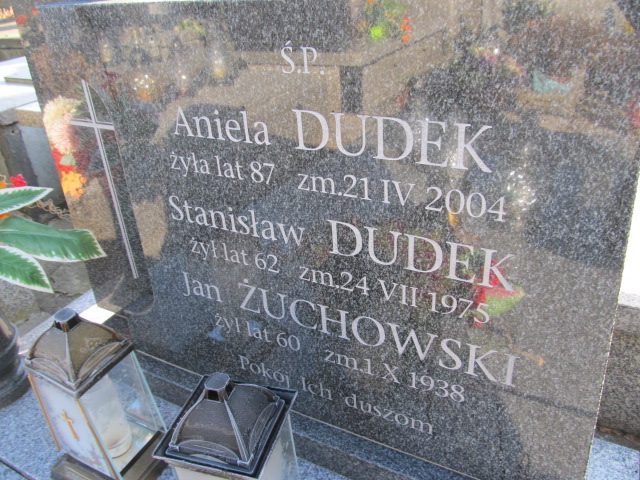 Ś.P.
Aniela DUDEK
żyła lat 87 zm.21 IV 2004
Stanisław DUDEK
żył lat 62 zm.24 VII 1975
Jan ŻUCHOWSKI
żył lat 60 zm.1 X 1938
Pokój Ich duszom